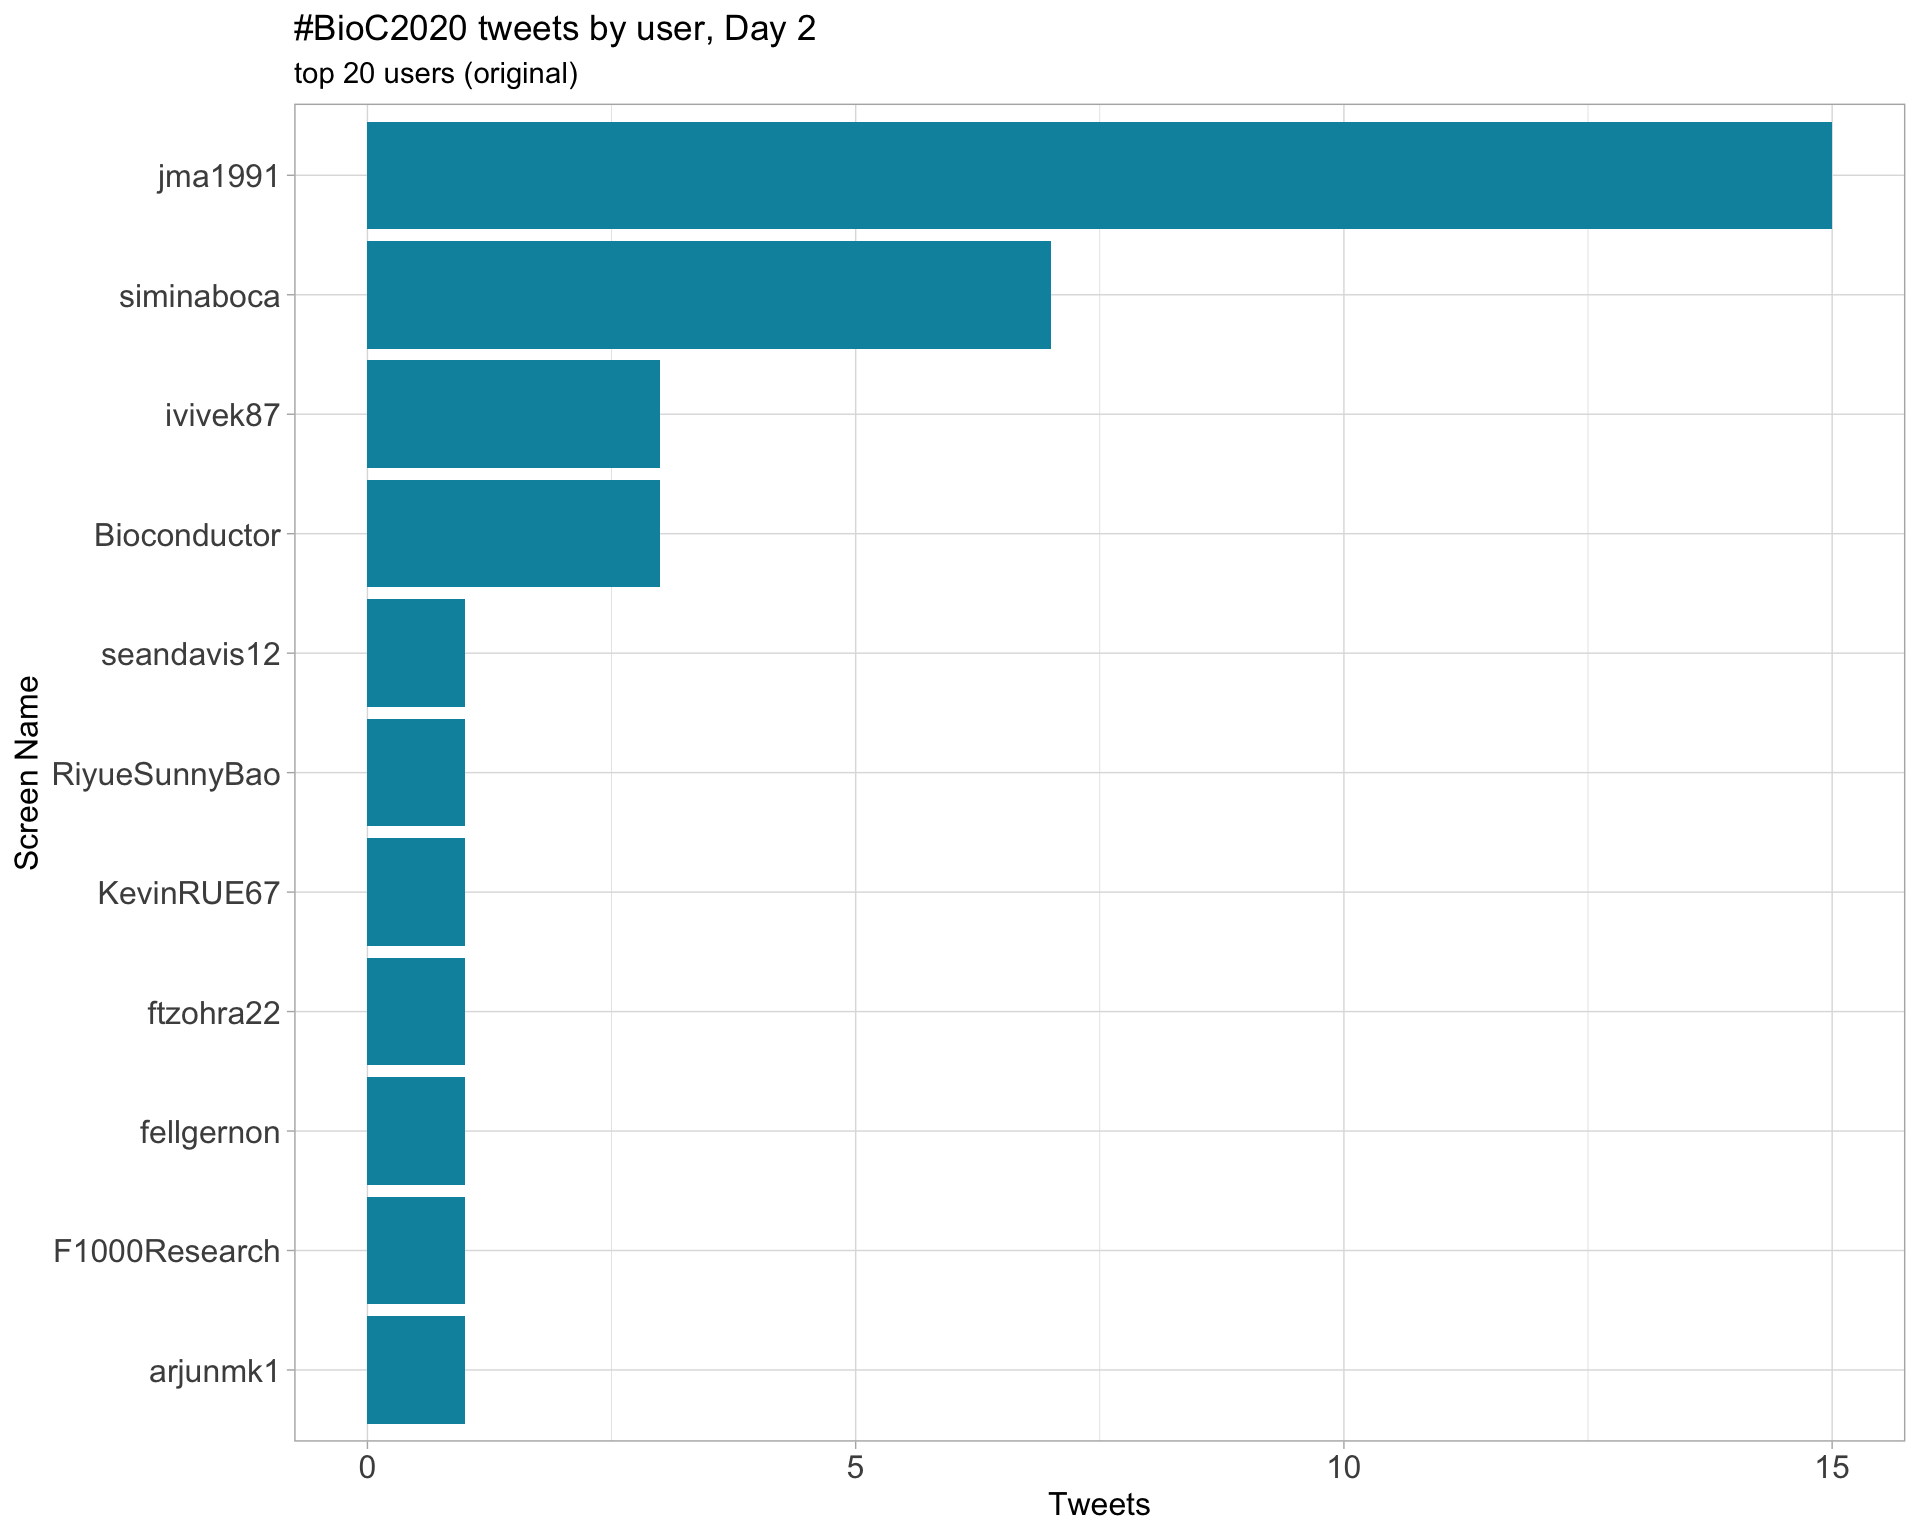 #BioC2020 tweets by user, Day 2
top 20 users (original)
Screen Name
jma1991
siminaboca
ivivek87
Bioconductor
seandavis12
RiyueSunnyBao
KevinRUE67
ftzohra22
fellgernon
F1000Research
arjunmk1
0 5 10 15
Tweets